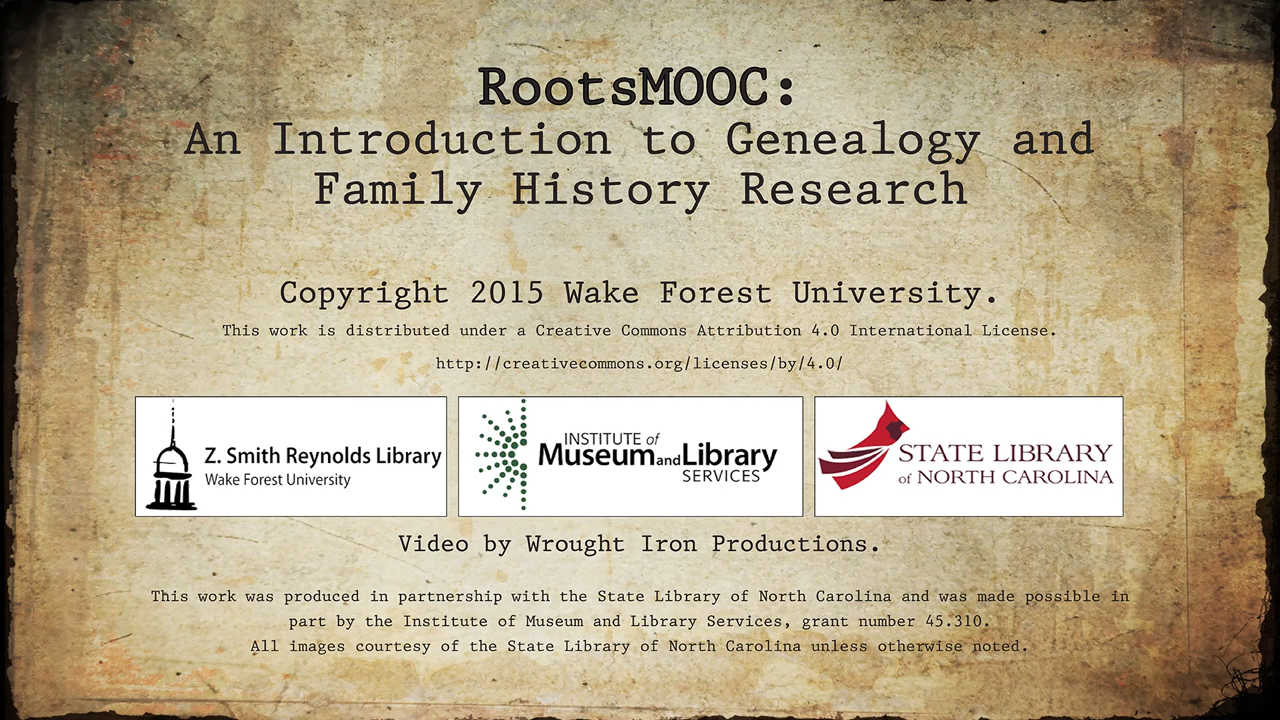 RootsMOOC:
An Introduction to Genealogy and
Family History Research
Copyright 2015 Wake Forest University.
This work is distributed under a Creative Commons Attribution 4.0 International License.
http://creativecommons.org/licenses/by/4.0/
Z. Smith Reynolds Library
Wake Forest University
INSTITUTE of
Museum and Library
SERVICES
STATE LIBRARY
of NORTH CAROLINA
Video by Wrought Iron Productions.
This work was produced in partnership with the State Library of North Carolina and was made possible in
part by the Institute of Museum and Library Services, grant number 45.310.
All images courtesy of the State Library of North Carolina unless otherwise noted.